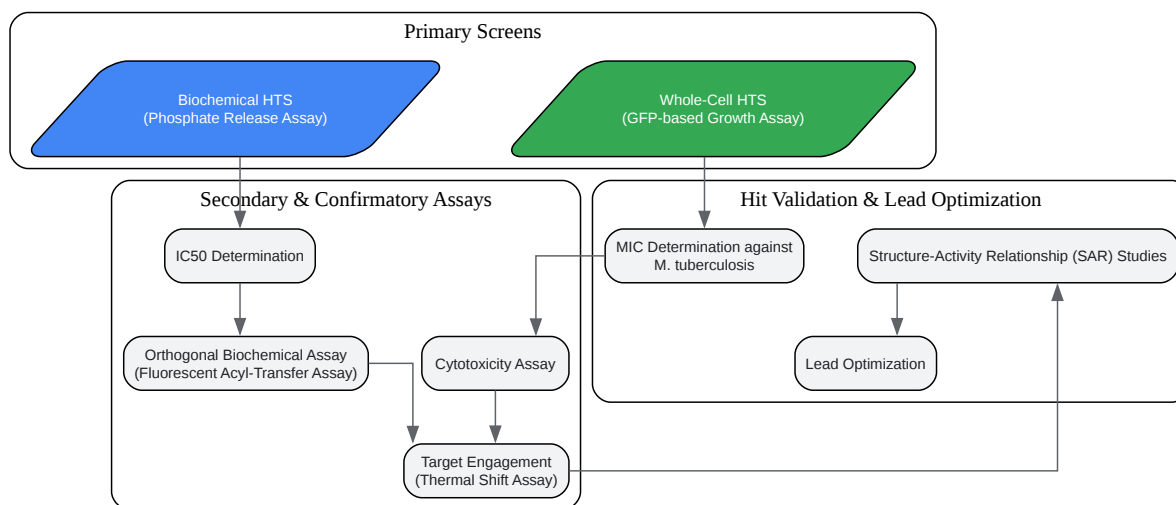 Primary Screens
Biochemical HTS
(Phosphate Release Assay)
Whole-Cell HTS
(GFP-based Growth Assay)
Secondary & Confirmatory Assays
Hit Validation & Lead Optimization
IC50 Determination
MIC Determination against
M. tuberculosis
Structure-Activity Relationship (SAR) Studies
Orthogonal Biochemical Assay
(Fluorescent Acyl-Transfer Assay)
Cytotoxicity Assay
Lead Optimization
Target Engagement
(Thermal Shift Assay)